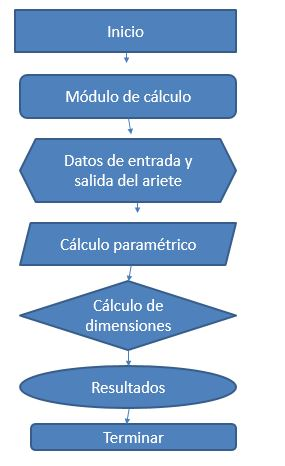 Inicio
Módulo de cálculo
Datos de entrada y
salida del ariete
Cálculo paramétrico
Cálculo de
dimensiones
Resultados
Terminar